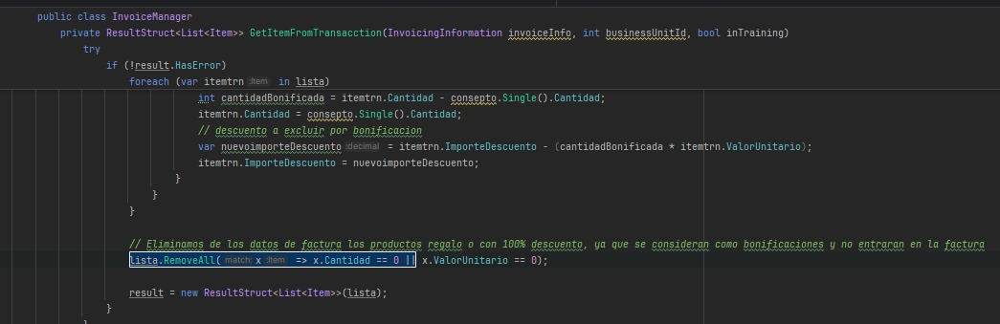 public class InvoiceManager
private ResultStruct<List<Item>> GetItemFromTransacction(InvoicingInformation invoiceInfo, int businessUnitId, bool inTraining)
try
if (!result.HasError)
foreach (var itemtrn :Item in lista)
int cantidadBonificada = itemtrn.Cantidad - consepto.Single().Cantidad;
itemtrn.Cantidad = consepto.Single().Cantidad;
// descuento a excluir por bonificacion
var nuevoimporteDescuento :decimal = itemtrn.ImporteDescuento - (cantidadBonificada * itemtrn.ValorUnitario);
itemtrn.ImporteDescuento = nuevoimporteDescuento;
}
}
}
// Eliminamos de los datos de factura los productos regalo o con 100% descuento, ya que se consideran como bonificaciones y no entraran en la factura
lista.RemoveAll( match: x :Item => x.Cantidad == 0 || x.ValorUnitario == 0);
result = new ResultStruct<List<Item>>(lista);
}